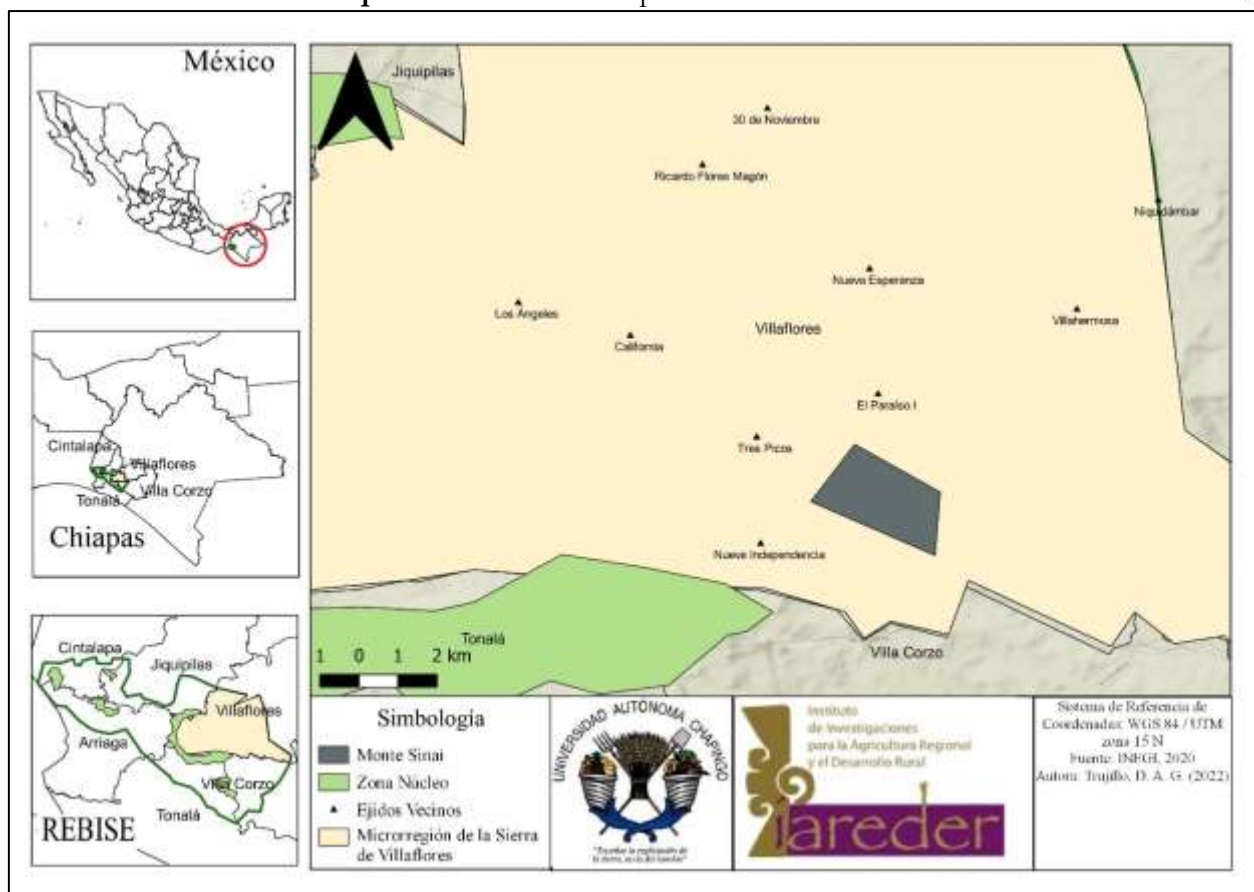 México
Cintalapa
Villaflores
Tonalá
Villa Corzo
Chiapas
Cintalapa
Jiquipilas
Villaflores
Arriaga
Villa Corzo
Tonalá
REBISE
Jiquipilas
30 de Noviembre
Ricardo Flores Magón
Niquidámbar
Nueva Esperanza
Los Ángeles
Villahermosa
Villaflores
California
El Paraíso I
Tres Picos
Nueva Independencia
Tonalá
Villa Corzo
1 0 1 2 km
Simbología
Monte Sinai
Zona Núcleo
Ejidos Vecinos
Microrregión de la Sierra
de Villaflores
UNIVERSIDAD AUTÓNOMA CHAPINGO
Instituto
de Investigaciones
para la Agricultura Regional
y el Desarrollo Rural
iareder
Sistema de Referencia de
Coordenadas: WGS 84 / UTM
zona 15 N
Fuente: INEGI, 2020
Autora: Trujillo, D. A. G. (2022)